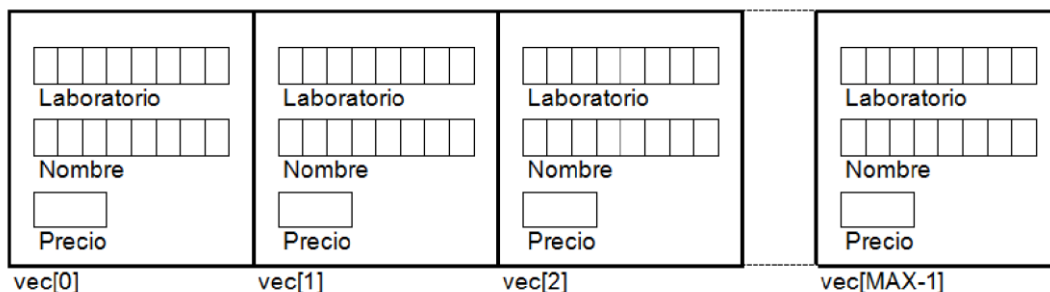 Laboratorio Laboratorio Laboratorio Laboratorio
Nombre Nombre Nombre Nombre
Precio Precio Precio Precio
vec[0] vec[1] vec[2] vec[MAX-1]